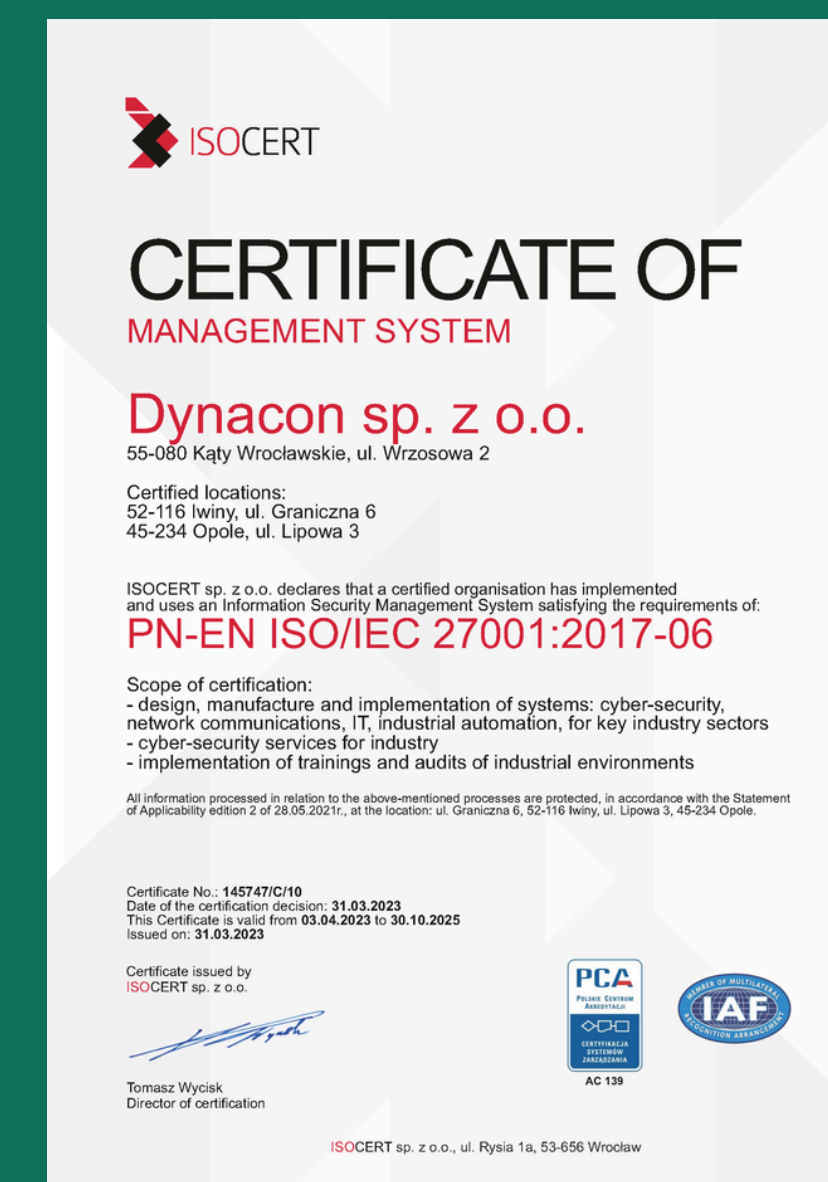 ISOCERT
CERTIFICATE OF
MANAGEMENT SYSTEM
Dynacon sp. z o.o.
55-080 Kąty Wrocławskie, ul. Wrzosowa 2
Certified locations:
52-116 Iwiny, ul. Graniczna 6
45-234 Opole, ul. Lipowa 3
ISOCERT sp. z o.o. declares that a certified organisation has implemented
and uses an Information Security Management System satisfying the requirements of:
PN-EN ISO/IEC 27001:2017-06
Scope of certification:
- design, manufacture and implementation of systems: cyber-security,
network communications, IT, industrial automation, for key industry sectors
- cyber-security services for industry
- implementation of trainings and audits of industrial environments
All information processed in relation to the above-mentioned processes are protected, in accordance with the Statement
of Applicability edition 2 of 28.05.2021r., at the location: ul. Graniczna 6, 52-116 Iwiny, ul. Lipowa 3, 45-234 Opole.
Certificate No.: 145747/C/10
Date of the certification decision: 31.03.2023
This Certificate is valid from 03.04.2023 to 30.10.2025
Issued on: 31.03.2023
Certificate issued by
ISOCERT sp. z o.o.
Tomasz Wycisk
Director of certification
PCA
POLSKIE CENTRUM
AKREDYTACJI
CERTYFIKACJA
SYSTEMÓW
ZARZĄDZANIA
AC 139
MEMBER OF MULTILATERAL
IAF
RECOGNITION ARRANGEMENT
ISOCERT sp. z o.o., ul. Rysia 1a, 53-656 Wrocław